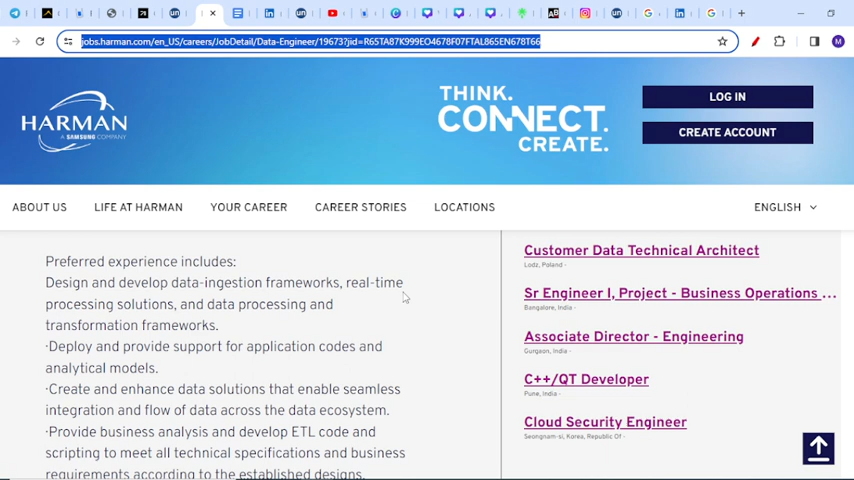 jobs.harman.com/en_US/careers/JobDetail/Data-Engineer/19673?jid=R65TA87K999EO4678F07FTAL865EN678T66
M
HARMAN
A SAMSUNG COMPANY
THINK.
CONNECT.
CREATE.
LOG IN
CREATE ACCOUNT
ABOUT US
LIFE AT HARMAN
YOUR CAREER
CAREER STORIES
LOCATIONS
ENGLISH
Preferred experience includes:
Design and develop data-ingestion frameworks, real-time
processing solutions, and data processing and
transformation frameworks.
·Deploy and provide support for application codes and
analytical models.
·Create and enhance data solutions that enable seamless
integration and flow of data across the data ecosystem.
·Provide business analysis and develop ETL code and
scripting to meet all technical specifications and business
requirements according to the established designs.
Customer Data Technical Architect
Lodz, Poland -
Sr Engineer I, Project - Business Operations ...
Bangalore, India -
Associate Director - Engineering
Gurgaon, India -
C++/QT Developer
Pune, India -
Cloud Security Engineer
Seongnam-si, Korea, Republic Of -